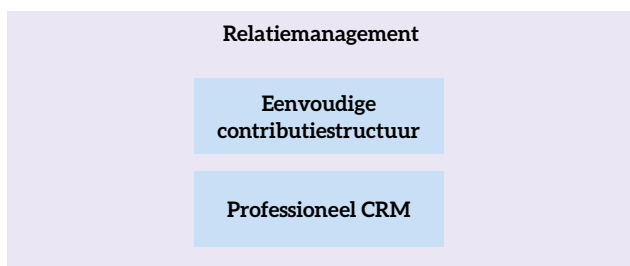 Relatiemanagement
Eenvoudige
contributiestructuur
Professioneel CRM